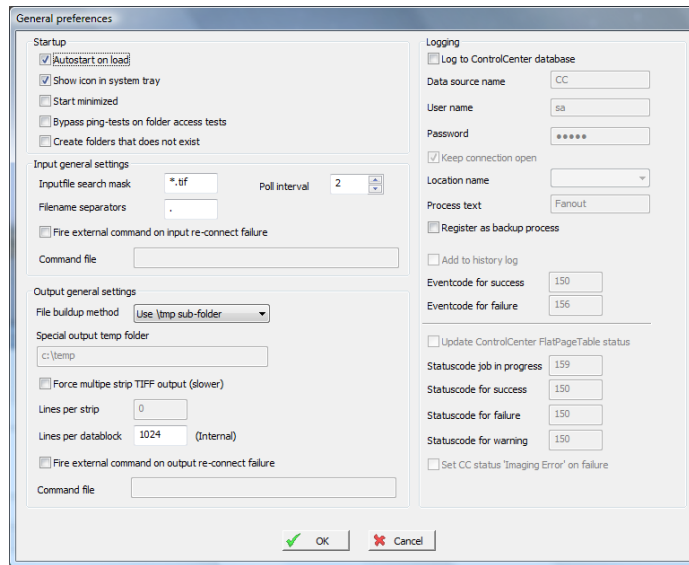 General preferences
Startup
Autostart on load
Show icon in system tray
Start minimized
Bypass ping-tests on folder access tests
Create folders that does not exist
Input general settings
Inputfile search mask *.tif Poll interval 2
Filename separators .
Fire external command on input re-connect failure
Command file
Output general settings
File buildup method Use \tmp sub-folder
Special output temp folder
c:\temp
Force multipe strip TIFF output (slower)
Lines per strip 0
Lines per datablock 1024 (Internal)
Fire external command on output re-connect failure
Command file
Logging
Log to ControlCenter database
Data source name CC
User name sa
Password •••••
Keep connection open
Location name
Process text Fanout
Register as backup process
Add to history log
Eventcode for success 150
Eventcode for failure 156
Update ControlCenter FlatPageTable status
Statuscode job in progress 159
Statuscode for success 150
Statuscode for failure 150
Statuscode for warning 150
Set CC status 'Imaging Error' on failure
OK Cancel